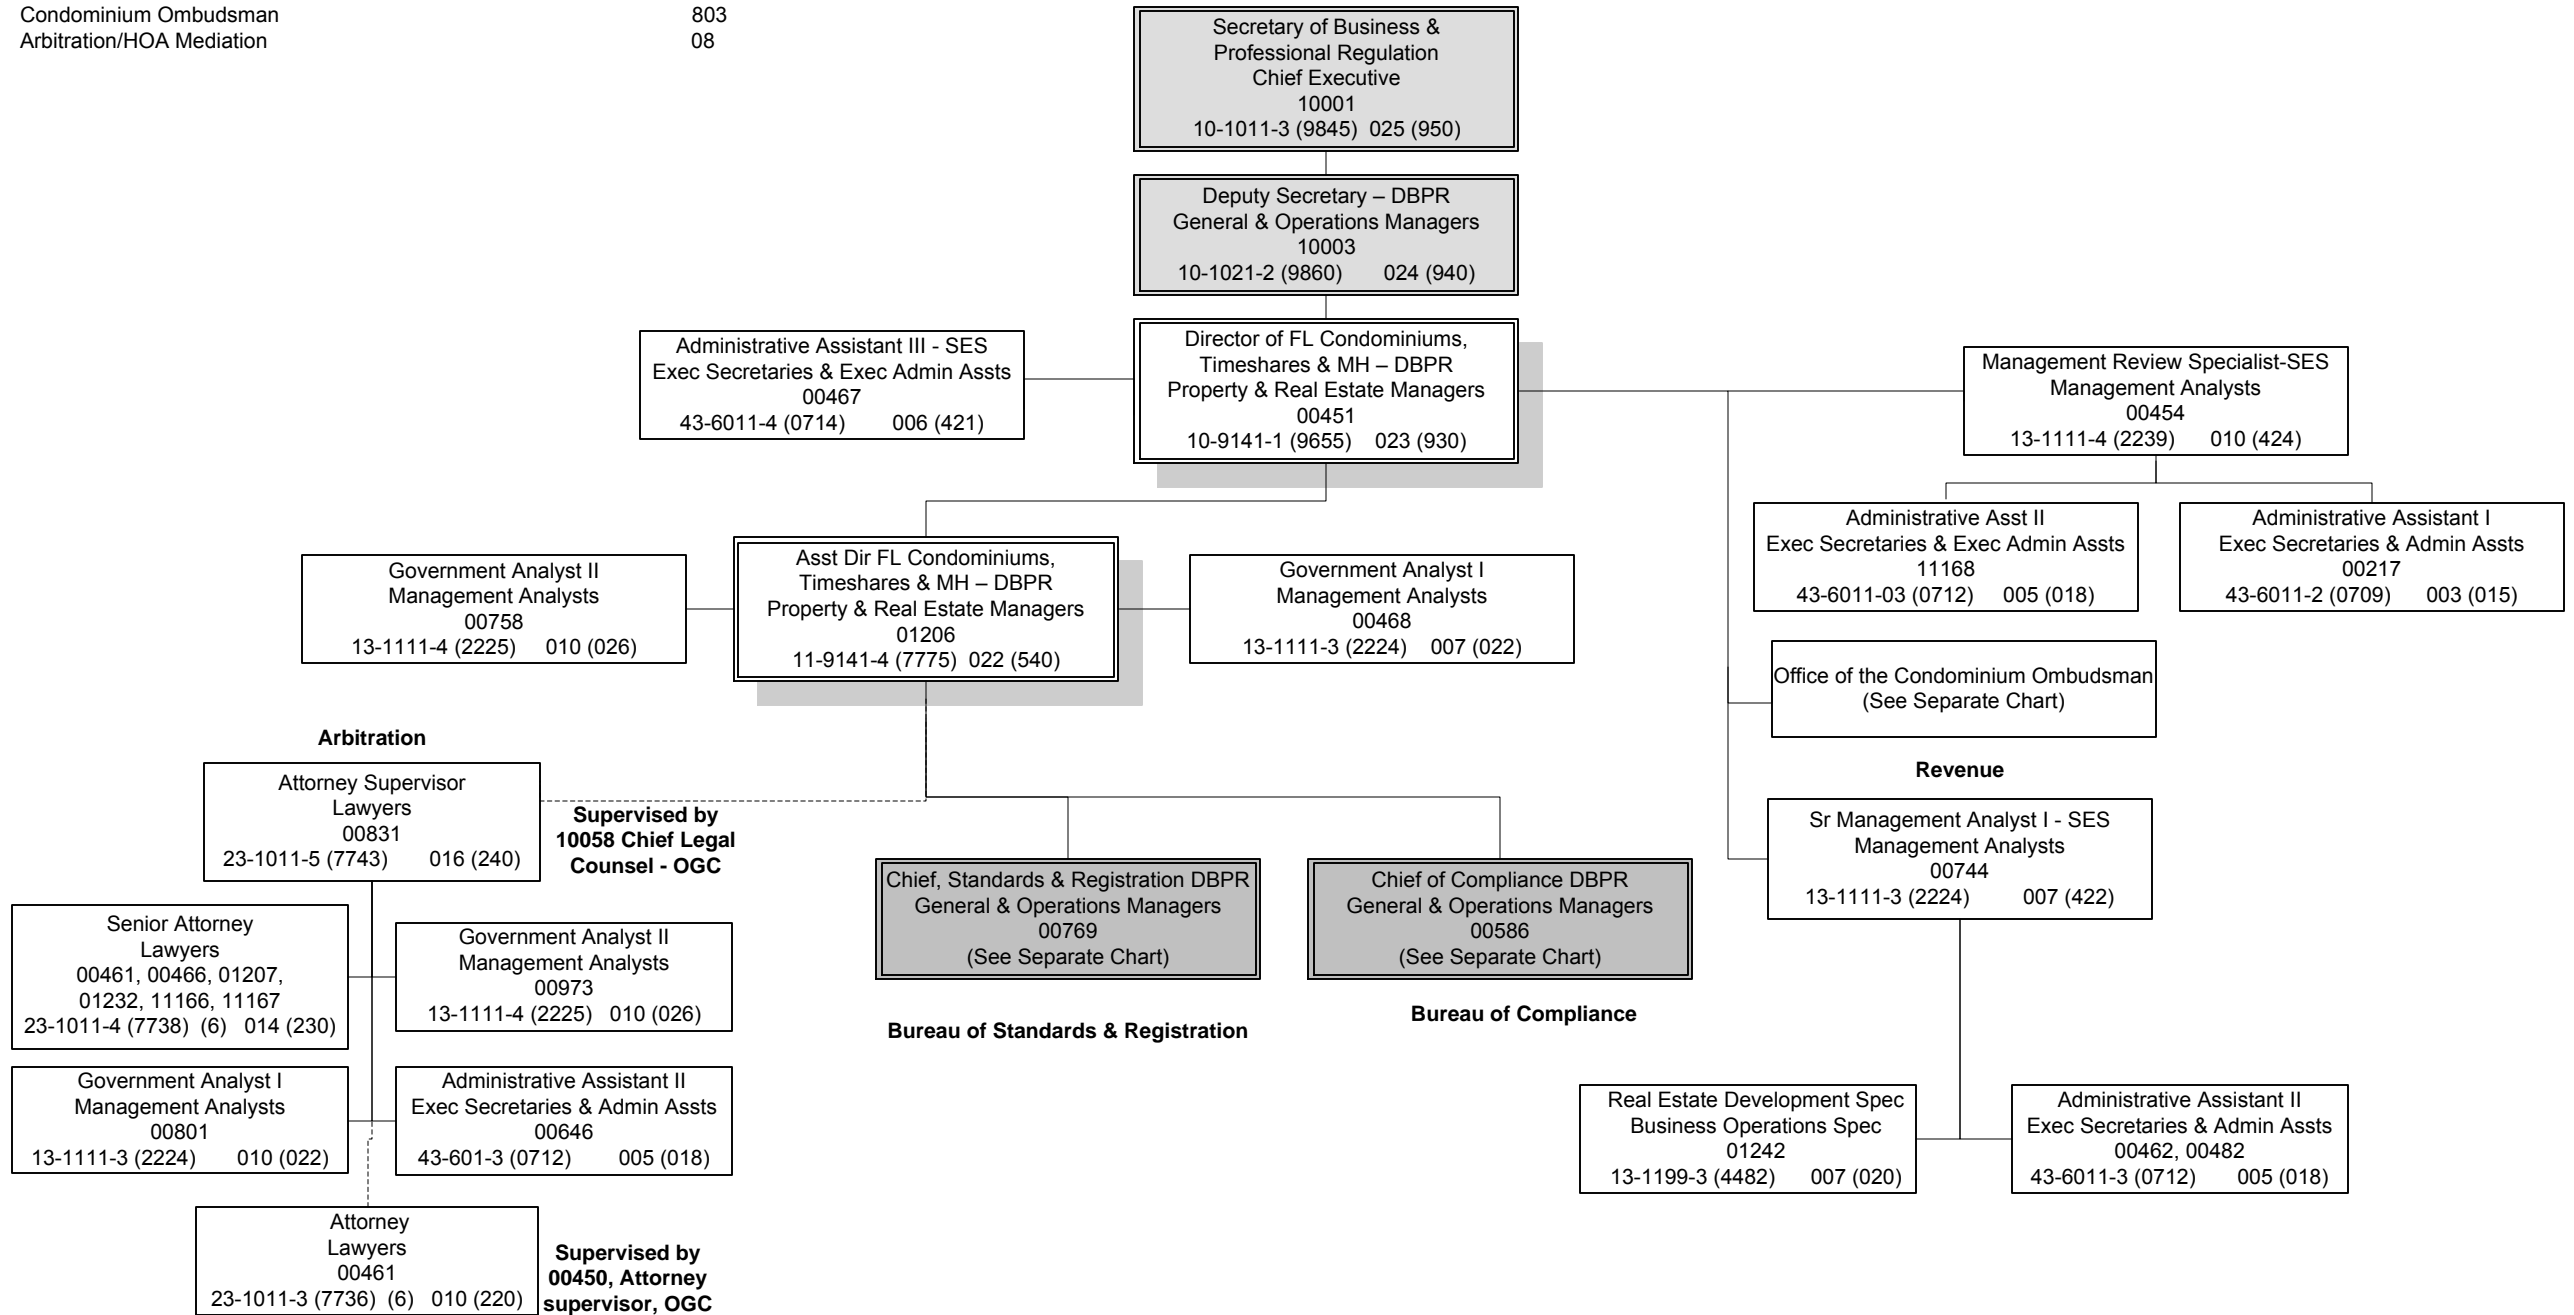 Condominium Ombudsman 803
Arbitration/HOA Mediation 08
Secretary of Business &
Professional Regulation
Chief Executive
10001
10-1011-3 (9845) 025 (950)
Deputy Secretary – DBPR
General & Operations Managers
10003
10-1021-2 (9860) 024 (940)
Administrative Assistant III - SES
Exec Secretaries & Exec Admin Assts
00467
43-6011-4 (0714) 006 (421)
Director of FL Condominiums,
Timeshares & MH – DBPR
Property & Real Estate Managers
00451
10-9141-1 (9655) 023 (930)
Management Review Specialist-SES
Management Analysts
00454
13-1111-4 (2239) 010 (424)
Administrative Asst II
Exec Secretaries & Exec Admin Assts
11168
43-6011-03 (0712) 005 (018)
Administrative Assistant I
Exec Secretaries & Admin Assts
00217
43-6011-2 (0709) 003 (015)
Government Analyst II
Management Analysts
00758
13-1111-4 (2225) 010 (026)
Asst Dir FL Condominiums,
Timeshares & MH – DBPR
Property & Real Estate Managers
01206
11-9141-4 (7775) 022 (540)
Government Analyst I
Management Analysts
00468
13-1111-3 (2224) 007 (022)
Office of the Condominium Ombudsman
(See Separate Chart)
Arbitration
Attorney Supervisor
Lawyers
00831
23-1011-5 (7743) 016 (240)
Supervised by
10058 Chief Legal
Counsel - OGC
Revenue
Sr Management Analyst I - SES
Management Analysts
00744
13-1111-3 (2224) 007 (422)
Chief, Standards & Registration DBPR
General & Operations Managers
00769
(See Separate Chart)
Bureau of Standards & Registration
Chief of Compliance DBPR
General & Operations Managers
00586
(See Separate Chart)
Bureau of Compliance
Senior Attorney
Lawyers
00461, 00466, 01207,
01232, 11166, 11167
23-1011-4 (7738) (6) 014 (230)
Government Analyst II
Management Analysts
00973
13-1111-4 (2225) 010 (026)
Government Analyst I
Management Analysts
00801
13-1111-3 (2224) 010 (022)
Administrative Assistant II
Exec Secretaries & Admin Assts
00646
43-601-3 (0712) 005 (018)
Real Estate Development Spec
Business Operations Spec
01242
13-1199-3 (4482) 007 (020)
Administrative Assistant II
Exec Secretaries & Admin Assts
00462, 00482
43-6011-3 (0712) 005 (018)
Attorney
Lawyers
00461
23-1011-3 (7736) (6) 010 (220)
Supervised by
00450, Attorney
supervisor, OGC